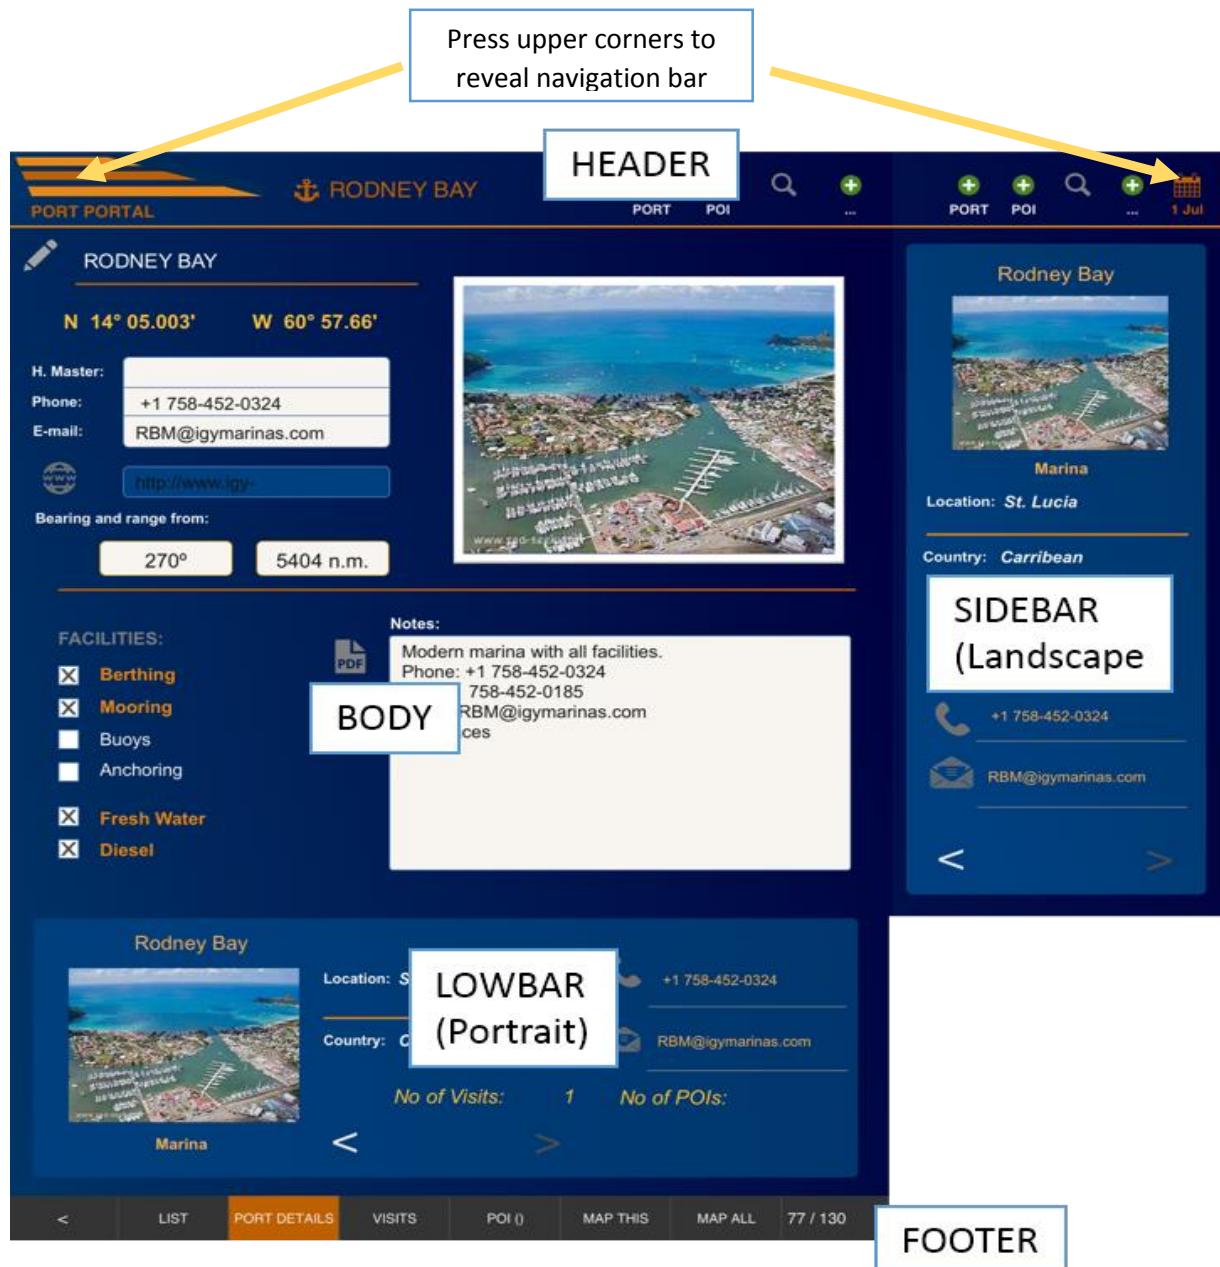 Press upper corners to
reveal navigation bar
HEADER
PORT PORTAL
RODNEY BAY
PORT POI ...
PORT POI ... 1 Jul
RODNEY BAY
N 14° 05.003' W 60° 57.66'
H. Master:
Phone: +1 758-452-0324
E-mail: RBM@igymarinas.com
www
http://www.igy-
Bearing and range from:
270º 5404 n.m.
FACILITIES:
Berthing
Mooring
Buoys
Anchoring
Fresh Water
Diesel
PDF
Notes:
Modern marina with all facilities.
Phone: +1 758-452-0324
758-452-0185
RBM@igymarinas.com
ces
BODY
Rodney Bay
Marina
Location: St. Lucia
Country: Carribean
SIDEBAR
(Landscape
+1 758-452-0324
RBM@igymarinas.com
< >
Rodney Bay
Marina
Location: S
Country: C
LOWBAR
(Portrait)
+1 758-452-0324
RBM@igymarinas.com
No of Visits: 1 No of POIs:
< >
< LIST PORT DETAILS VISITS POI () MAP THIS MAP ALL 77 / 130
FOOTER